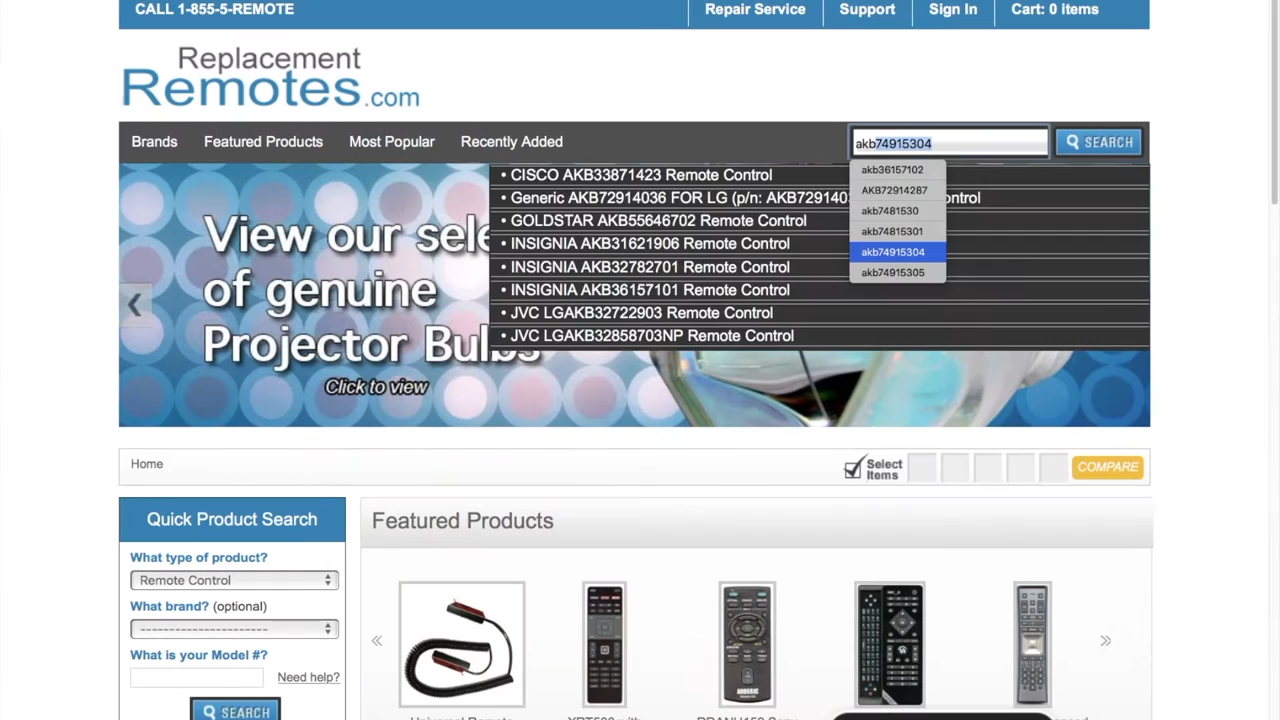 CALL 1-855-5-REMOTE
Repair Service
Support
Sign In
Cart: 0 items
Replacement
Remotes.com
Brands
Featured Products
Most Popular
Recently Added
akb74915304
SEARCH
akb36157102
AKB72914287
akb7481530
akb74815301
akb74915304
akb74915305
• CISCO AKB33871423 Remote Control
• Generic AKB72914036 FOR LG (p/n: AKB7291403 ontrol
• GOLDSTAR AKB55646702 Remote Control
• INSIGNIA AKB31621906 Remote Control
• INSIGNIA AKB32782701 Remote Control
• INSIGNIA AKB36157101 Remote Control
• JVC LGAKB32722903 Remote Control
• JVC LGAKB32858703NP Remote Control
View our sele
of genuine
Projector Bulbs
Click to view
Home
Select
Items
COMPARE
Quick Product Search
What type of product?
Remote Control
What brand? (optional)
---------------------
What is your Model #?
Need help?
SEARCH
Featured Products
Universal Remote